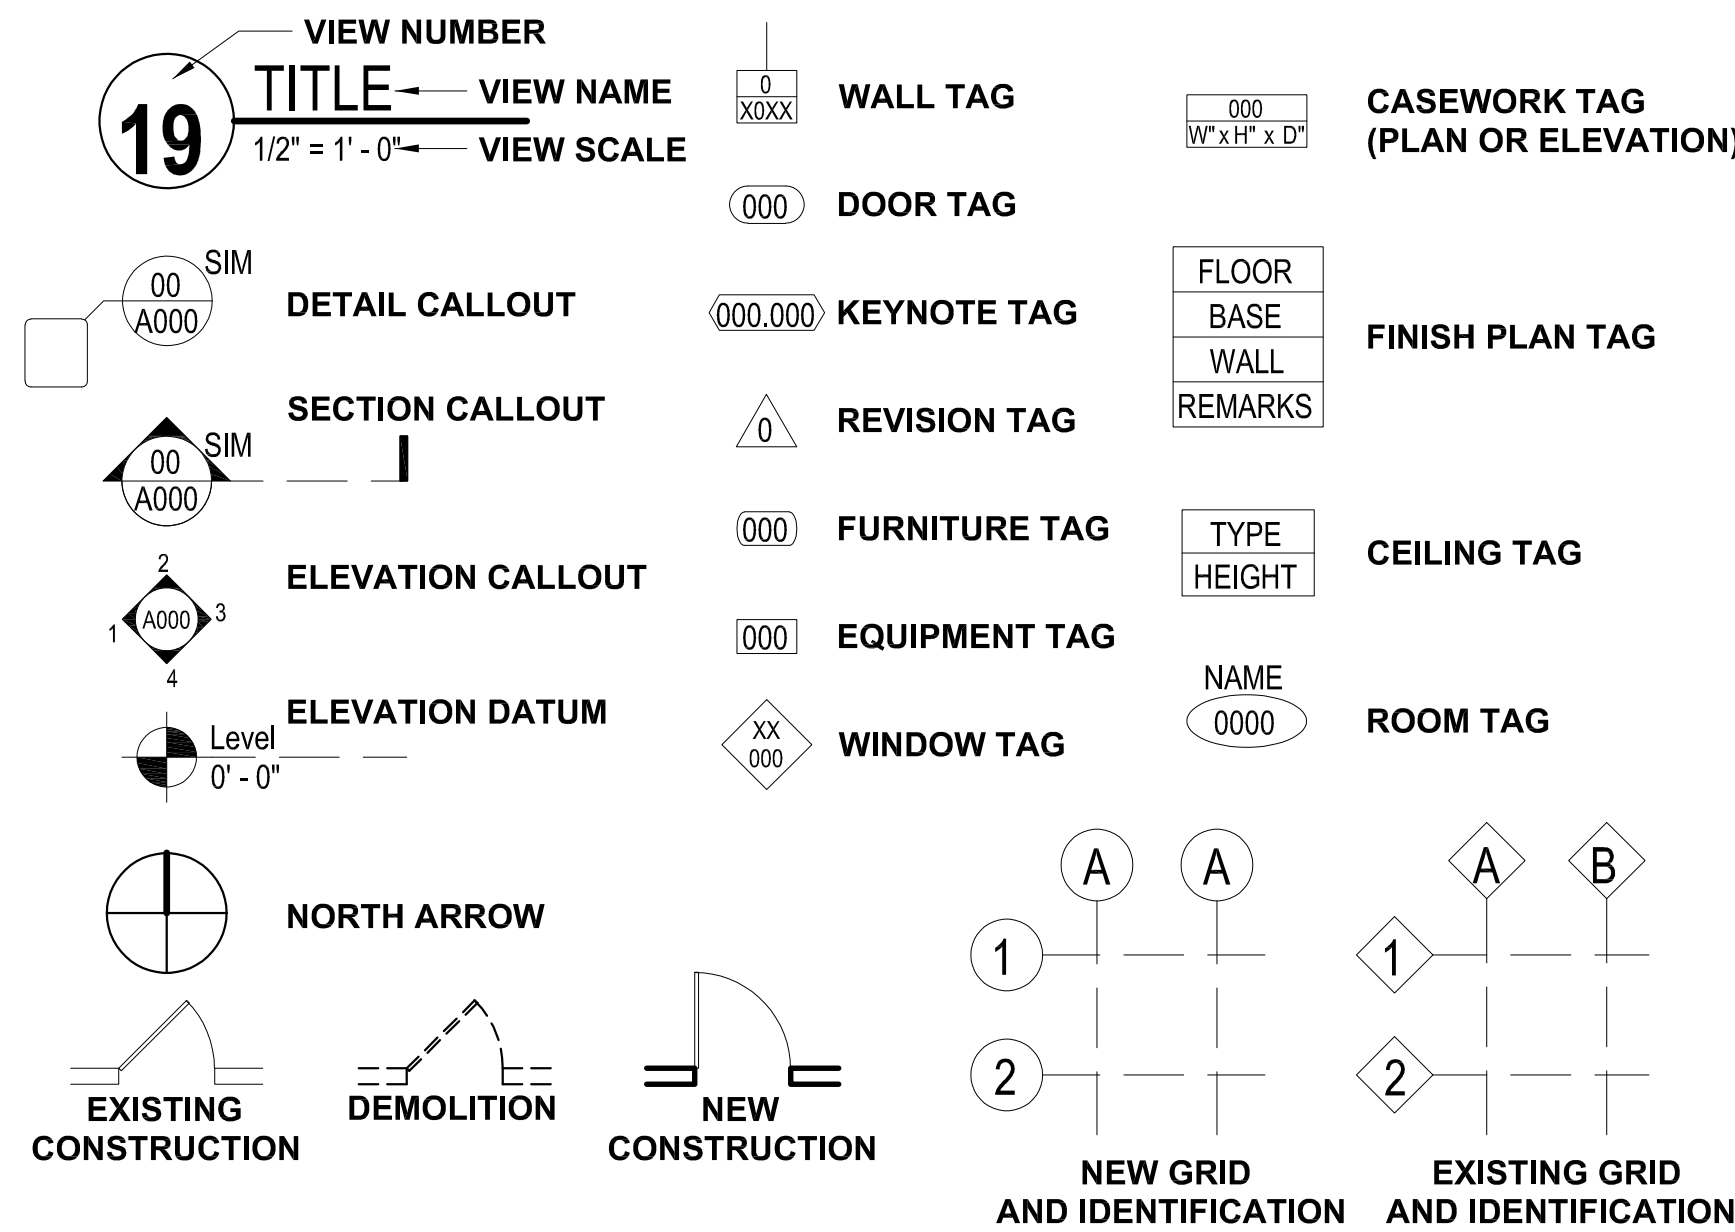 VIEW NUMBER
19
TITLE
VIEW NAME
1/2" = 1' - 0"
VIEW SCALE
00
A000
SIM
DETAIL CALLOUT
SECTION CALLOUT
00
A000
SIM
ELEVATION CALLOUT
2
1
A000
3
4
ELEVATION DATUM
Level
0' - 0"
NORTH ARROW
EXISTING
CONSTRUCTION
DEMOLITION
NEW
CONSTRUCTION
0
X0XX
WALL TAG
000
DOOR TAG
000.000
KEYNOTE TAG
0
REVISION TAG
000
FURNITURE TAG
000
EQUIPMENT TAG
XX
000
WINDOW TAG
000
W" x H" x D"
CASEWORK TAG
(PLAN OR ELEVATION)
FLOOR
BASE
WALL
REMARKS
FINISH PLAN TAG
TYPE
HEIGHT
CEILING TAG
NAME
0000
ROOM TAG
A A
1
2
NEW GRID
AND IDENTIFICATION
A B
1
2
EXISTING GRID
AND IDENTIFICATION